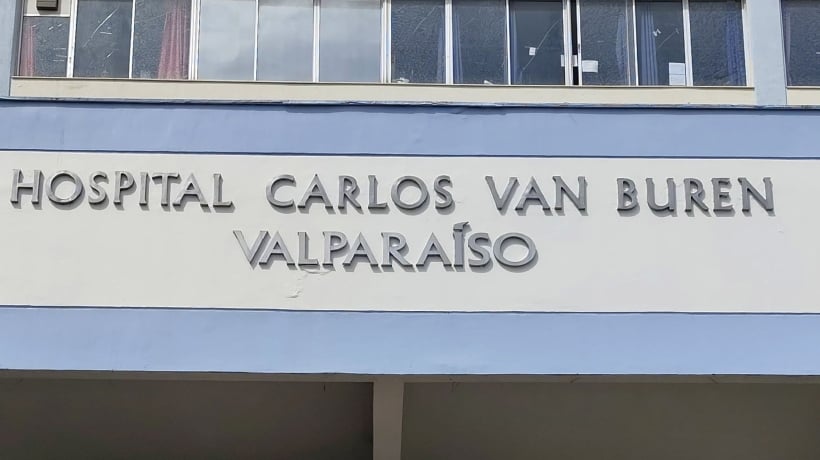 HOSPITAL CARLOS VAN BUREN
VALPARAÍSO